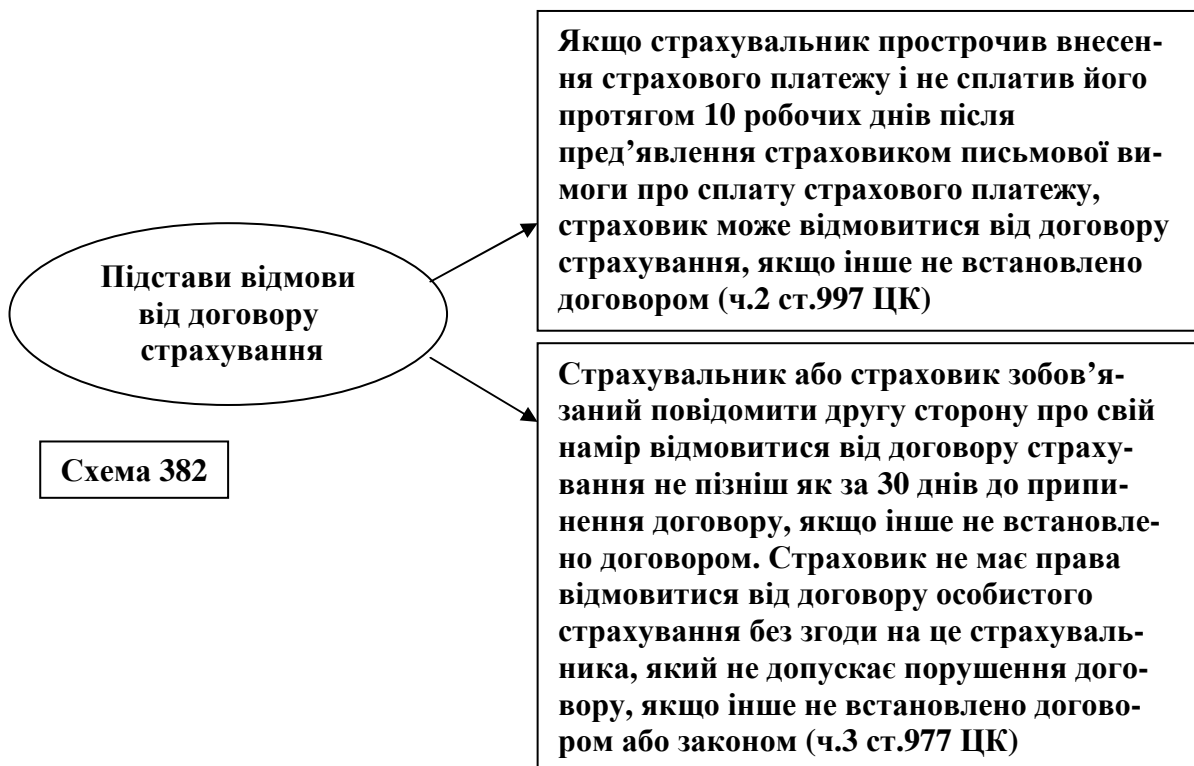 Якщо страхувальник прострочив внесен-
ня страхового платежу і не сплатив його
протягом 10 робочих днів після
пред’явлення страховиком письмової ви-
моги про сплату страхового платежу,
страховик може відмовитися від договору
страхування, якщо інше не встановлено
договором (ч.2 ст.997 ЦК)
Підстави відмови
від договору
страхування
Страхувальник або страховик зобов’я-
заний повідомити другу сторону про свій
намір відмовитися від договору страху-
вання не пізніш як за 30 днів до припи-
нення договору, якщо інше не встановле-
но договором. Страховик не має права
відмовитися від договору особистого
страхування без згоди на це страхуваль-
ника, який не допускає порушення дого-
вору, якщо інше не встановлено догово-
ром або законом (ч.3 ст.977 ЦК)
Схема 382